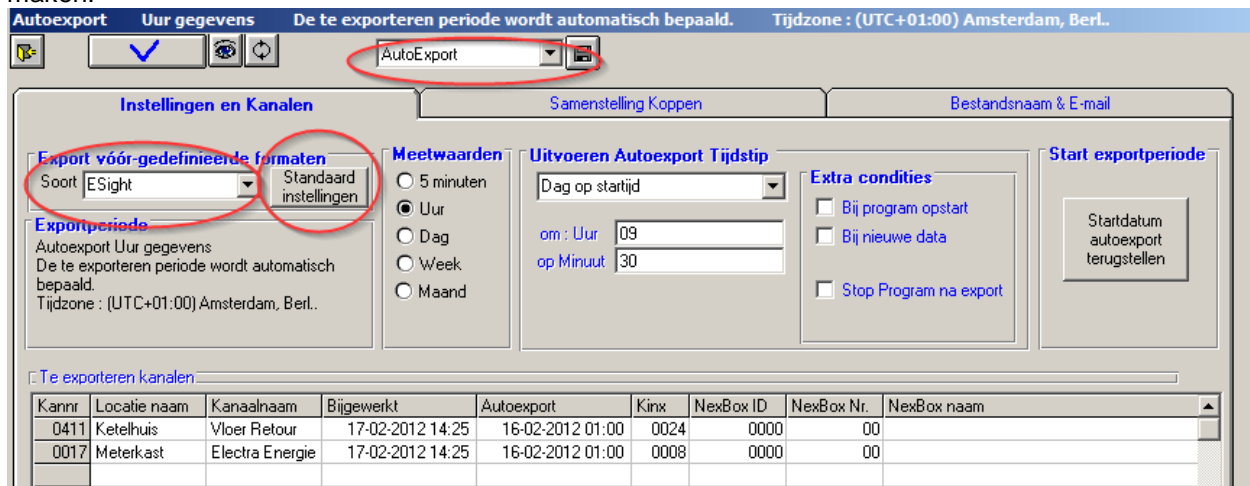 maken.
Autoexport Uur gegevens De te exporteren periode wordt automatisch bepaald. Tijdzone : (UTC+01:00) Amsterdam, Berl..
AutoExport
Instellingen en Kanalen
Samenstelling Koppen
Bestandsnaam & E-mail
Export vóór-gedefinieerde formaten
Soort ESight
Standaard
instellingen
Exportperiode
Autoexport Uur gegevens
De te exporteren periode wordt automatisch
bepaald.
Tijdzone : (UTC+01:00) Amsterdam, Berl..
Meetwaarden
5 minuten
Uur
Dag
Week
Maand
Uitvoeren Autoexport Tijdstip
Dag op startijd
om : Uur 09
op Minuut 30
Extra condities
Bij program opstart
Bij nieuwe data
Stop Program na export
Start exportperiode
Startdatum
autoexport
terugstellen
Te exporteren kanalen
Kannr Locatie naam Kanaalnaam Bijgewerkt Autoexport Kinx NexBox ID NexBox Nr. NexBox naam
0411 Ketelhuis Vloer Retour 17-02-2012 14:25 16-02-2012 01:00 0024 0000 00
0017 Meterkast Electra Energie 17-02-2012 14:25 16-02-2012 01:00 0008 0000 00